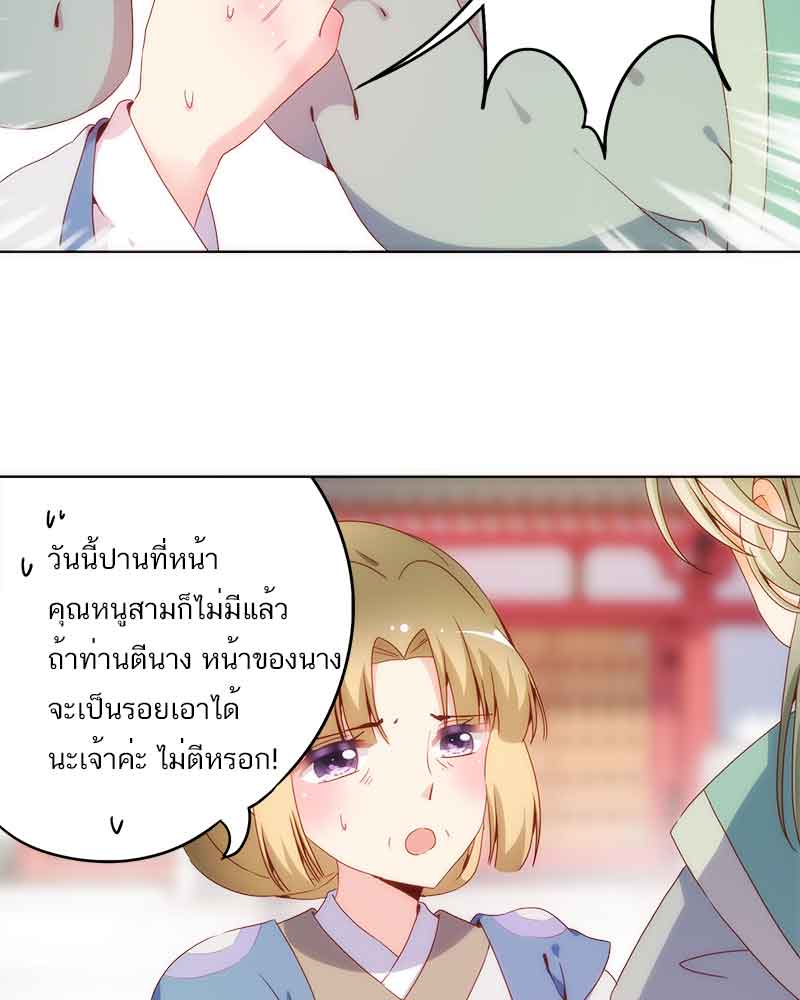 วันนี้ปานที่หน้า
คุณหนูสามก็ไม่มีแล้ว
ถ้าท่านตีนาง หน้าของนาง
จะเป็นรอยเอาได้
นะเจ้าค่ะ ไม่ตีหรอก!